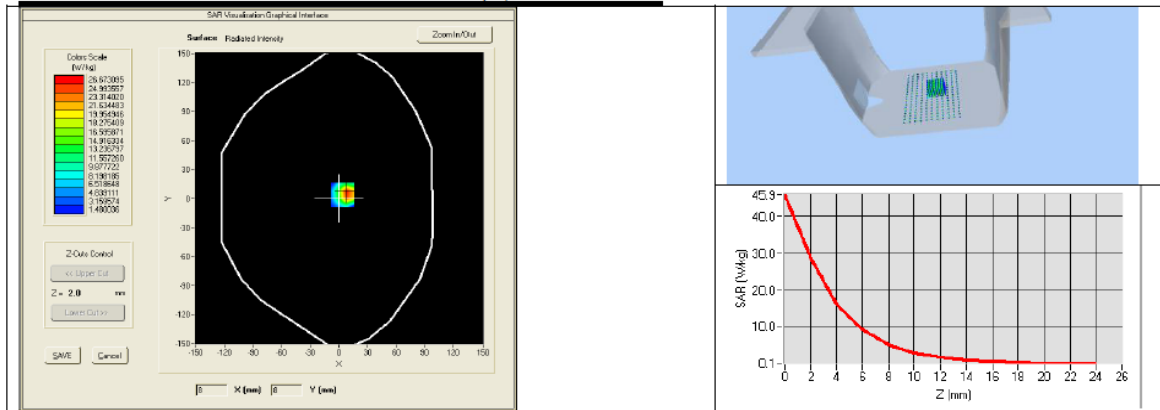 SAR Visualisation Graphical Interface
Surface Radiated Intensity
Zoom In/Out
Colors Scale
(W/kg)
26.673095
24.993557
23.314020
21.634483
19.954946
18.275409
16.595871
14.916334
13.236797
11.557260
9.877722
8.198185
6.518648
4.839111
3.159574
1.480036
150
120
90
60
30
0
-30
-60
-90
-120
-150
Y
-150 -120 -90 -60 -30 0 30 60 90 120 150
X
Z-Cuts Control
<< Upper Cut
Z = 2.0 mm
Lower Cut >>
SAVE Cancel
8 X (mm) 8 Y (mm)
45.9
40.0
30.0
20.0
10.0
0.1
SAR (W/kg)
0 2 4 6 8 10 12 14 16 18 20 22 24 26
Z (mm)